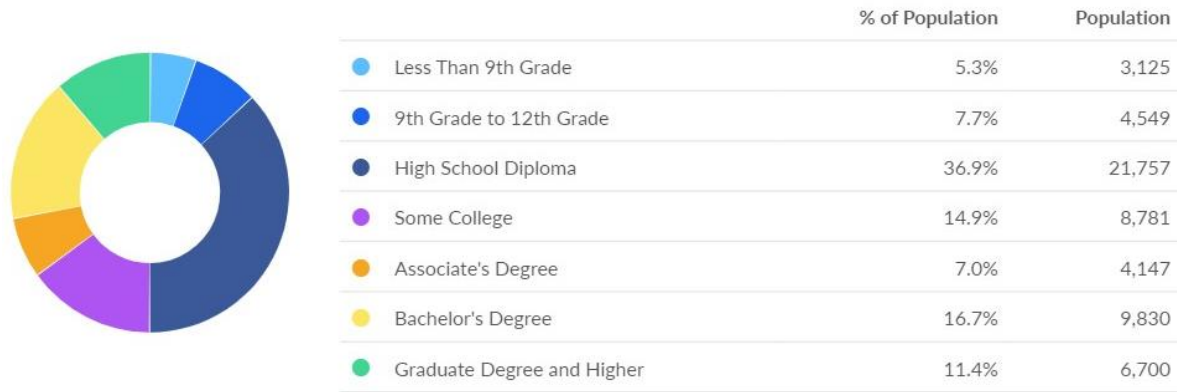 % of Population Population
Less Than 9th Grade 5.3% 3,125
9th Grade to 12th Grade 7.7% 4,549
High School Diploma 36.9% 21,757
Some College 14.9% 8,781
Associate's Degree 7.0% 4,147
Bachelor's Degree 16.7% 9,830
Graduate Degree and Higher 11.4% 6,700